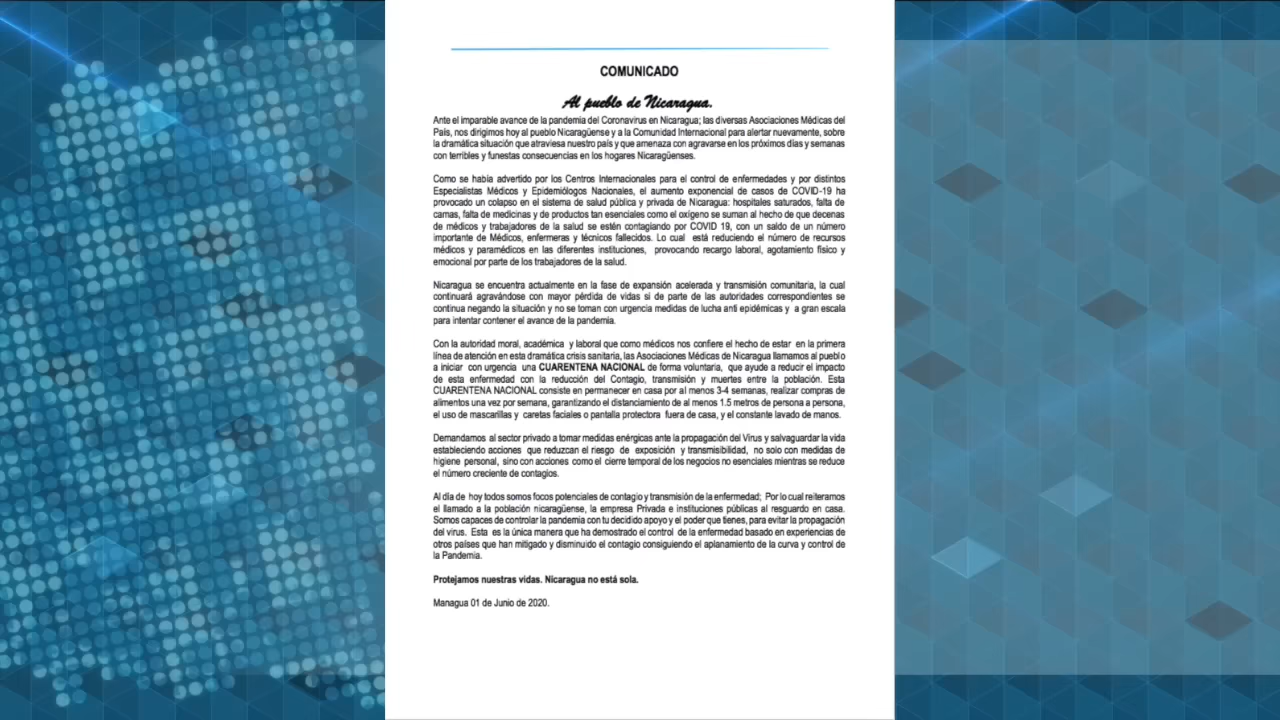 COMUNICADO
Al pueblo de Nicaragua.
Ante el imparable avance de la pandemia del Coronavirus en Nicaragua; las diversas Asociaciones Médicas del
País, nos dirigimos hoy al pueblo Nicaragüense y a la Comunidad Internacional para alertar nuevamente, sobre
la dramática situación que atraviesa nuestro país y que amenaza con agravarse en los próximos días y semanas
con terribles y funestas consecuencias en los hogares Nicaragüenses.
Como se había advertido por los Centros Internacionales para el control de enfermedades y por distintos
Especialistas Médicos y Epidemiólogos Nacionales, el aumento exponencial de casos de COVID-19 ha
provocado un colapso en el sistema de salud pública y privada de Nicaragua: hospitales saturados, falta de
camas, falta de medicinas y de productos tan esenciales como el oxígeno se suman al hecho de que decenas
de médicos y trabajadores de la salud se estén contagiando por COVID 19, con un saldo de un número
importante de Médicos, enfermeras y técnicos fallecidos. Lo cual está reduciendo el número de recursos
médicos y paramédicos en las diferentes instituciones, provocando recargo laboral, agotamiento físico y
emocional por parte de los trabajadores de la salud.
Nicaragua se encuentra actualmente en la fase de expansión acelerada y transmisión comunitaria, la cual
continuará agravándose con mayor pérdida de vidas si de parte de las autoridades correspondientes se
continua negando la situación y no se toman con urgencia medidas de lucha anti epidémicas y a gran escala
para intentar contener el avance de la pandemia.
Con la autoridad moral, académica y laboral que como médicos nos confiere el hecho de estar en la primera
línea de atención en esta dramática crisis sanitaria, las Asociaciones Médicas de Nicaragua llamamos al pueblo
a iniciar con urgencia una CUARENTENA NACIONAL de forma voluntaria, que ayude a reducir el impacto
de esta enfermedad con la reducción del Contagio, transmisión y muertes entre la población. Esta
CUARENTENA NACIONAL consiste en permanecer en casa por al menos 3-4 semanas, realizar compras de
alimentos una vez por semana, garantizando el distanciamiento de al menos 1.5 metros de persona a persona,
el uso de mascarillas y caretas faciales o pantalla protectora fuera de casa, y el constante lavado de manos.
Demandamos al sector privado a tomar medidas enérgicas ante la propagación del Virus y salvaguardar la vida
estableciendo acciones que reduzcan el riesgo de exposición y transmisibilidad, no solo con medidas de
higiene personal, sino con acciones como el cierre temporal de los negocios no esenciales mientras se reduce
el número creciente de contagios.
Al día de hoy todos somos focos potenciales de contagio y transmisión de la enfermedad; Por lo cual reiteramos
el llamado a la población nicaragüense, la empresa Privada e instituciones públicas al resguardo en casa.
Somos capaces de controlar la pandemia con tu decidido apoyo y el poder que tienes, para evitar la propagación
del virus. Esta es la única manera que ha demostrado el control de la enfermedad basado en experiencias de
otros países que han mitigado y disminuido el contagio consiguiendo el aplanamiento de la curva y control de
la Pandemia.
Protejamos nuestras vidas. Nicaragua no está sola.
Managua 01 de Junio de 2020.